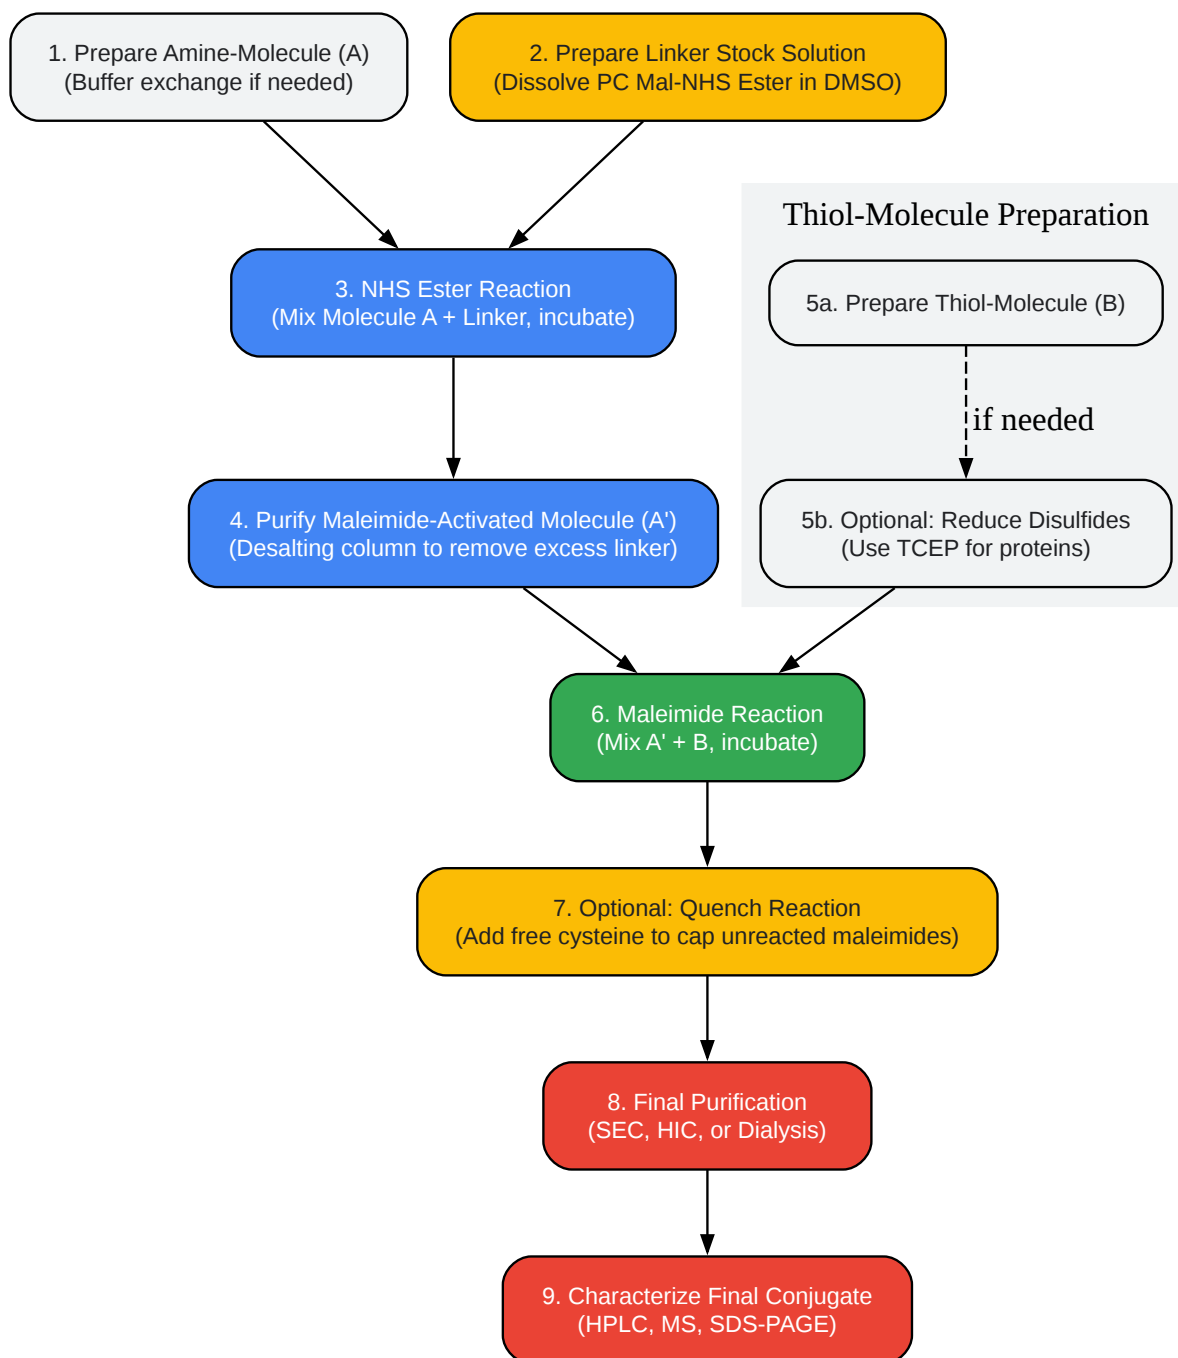 1. Prepare Amine-Molecule (A)
(Buffer exchange if needed)
2. Prepare Linker Stock Solution
(Dissolve PC Mal-NHS Ester in DMSO)
3. NHS Ester Reaction
(Mix Molecule A + Linker, incubate)
Thiol-Molecule Preparation
5a. Prepare Thiol-Molecule (B)
if needed
4. Purify Maleimide-Activated Molecule (A')
(Desalting column to remove excess linker)
5b. Optional: Reduce Disulfides
(Use TCEP for proteins)
6. Maleimide Reaction
(Mix A' + B, incubate)
7. Optional: Quench Reaction
(Add free cysteine to cap unreacted maleimides)
8. Final Purification
(SEC, HIC, or Dialysis)
9. Characterize Final Conjugate
(HPLC, MS, SDS-PAGE)